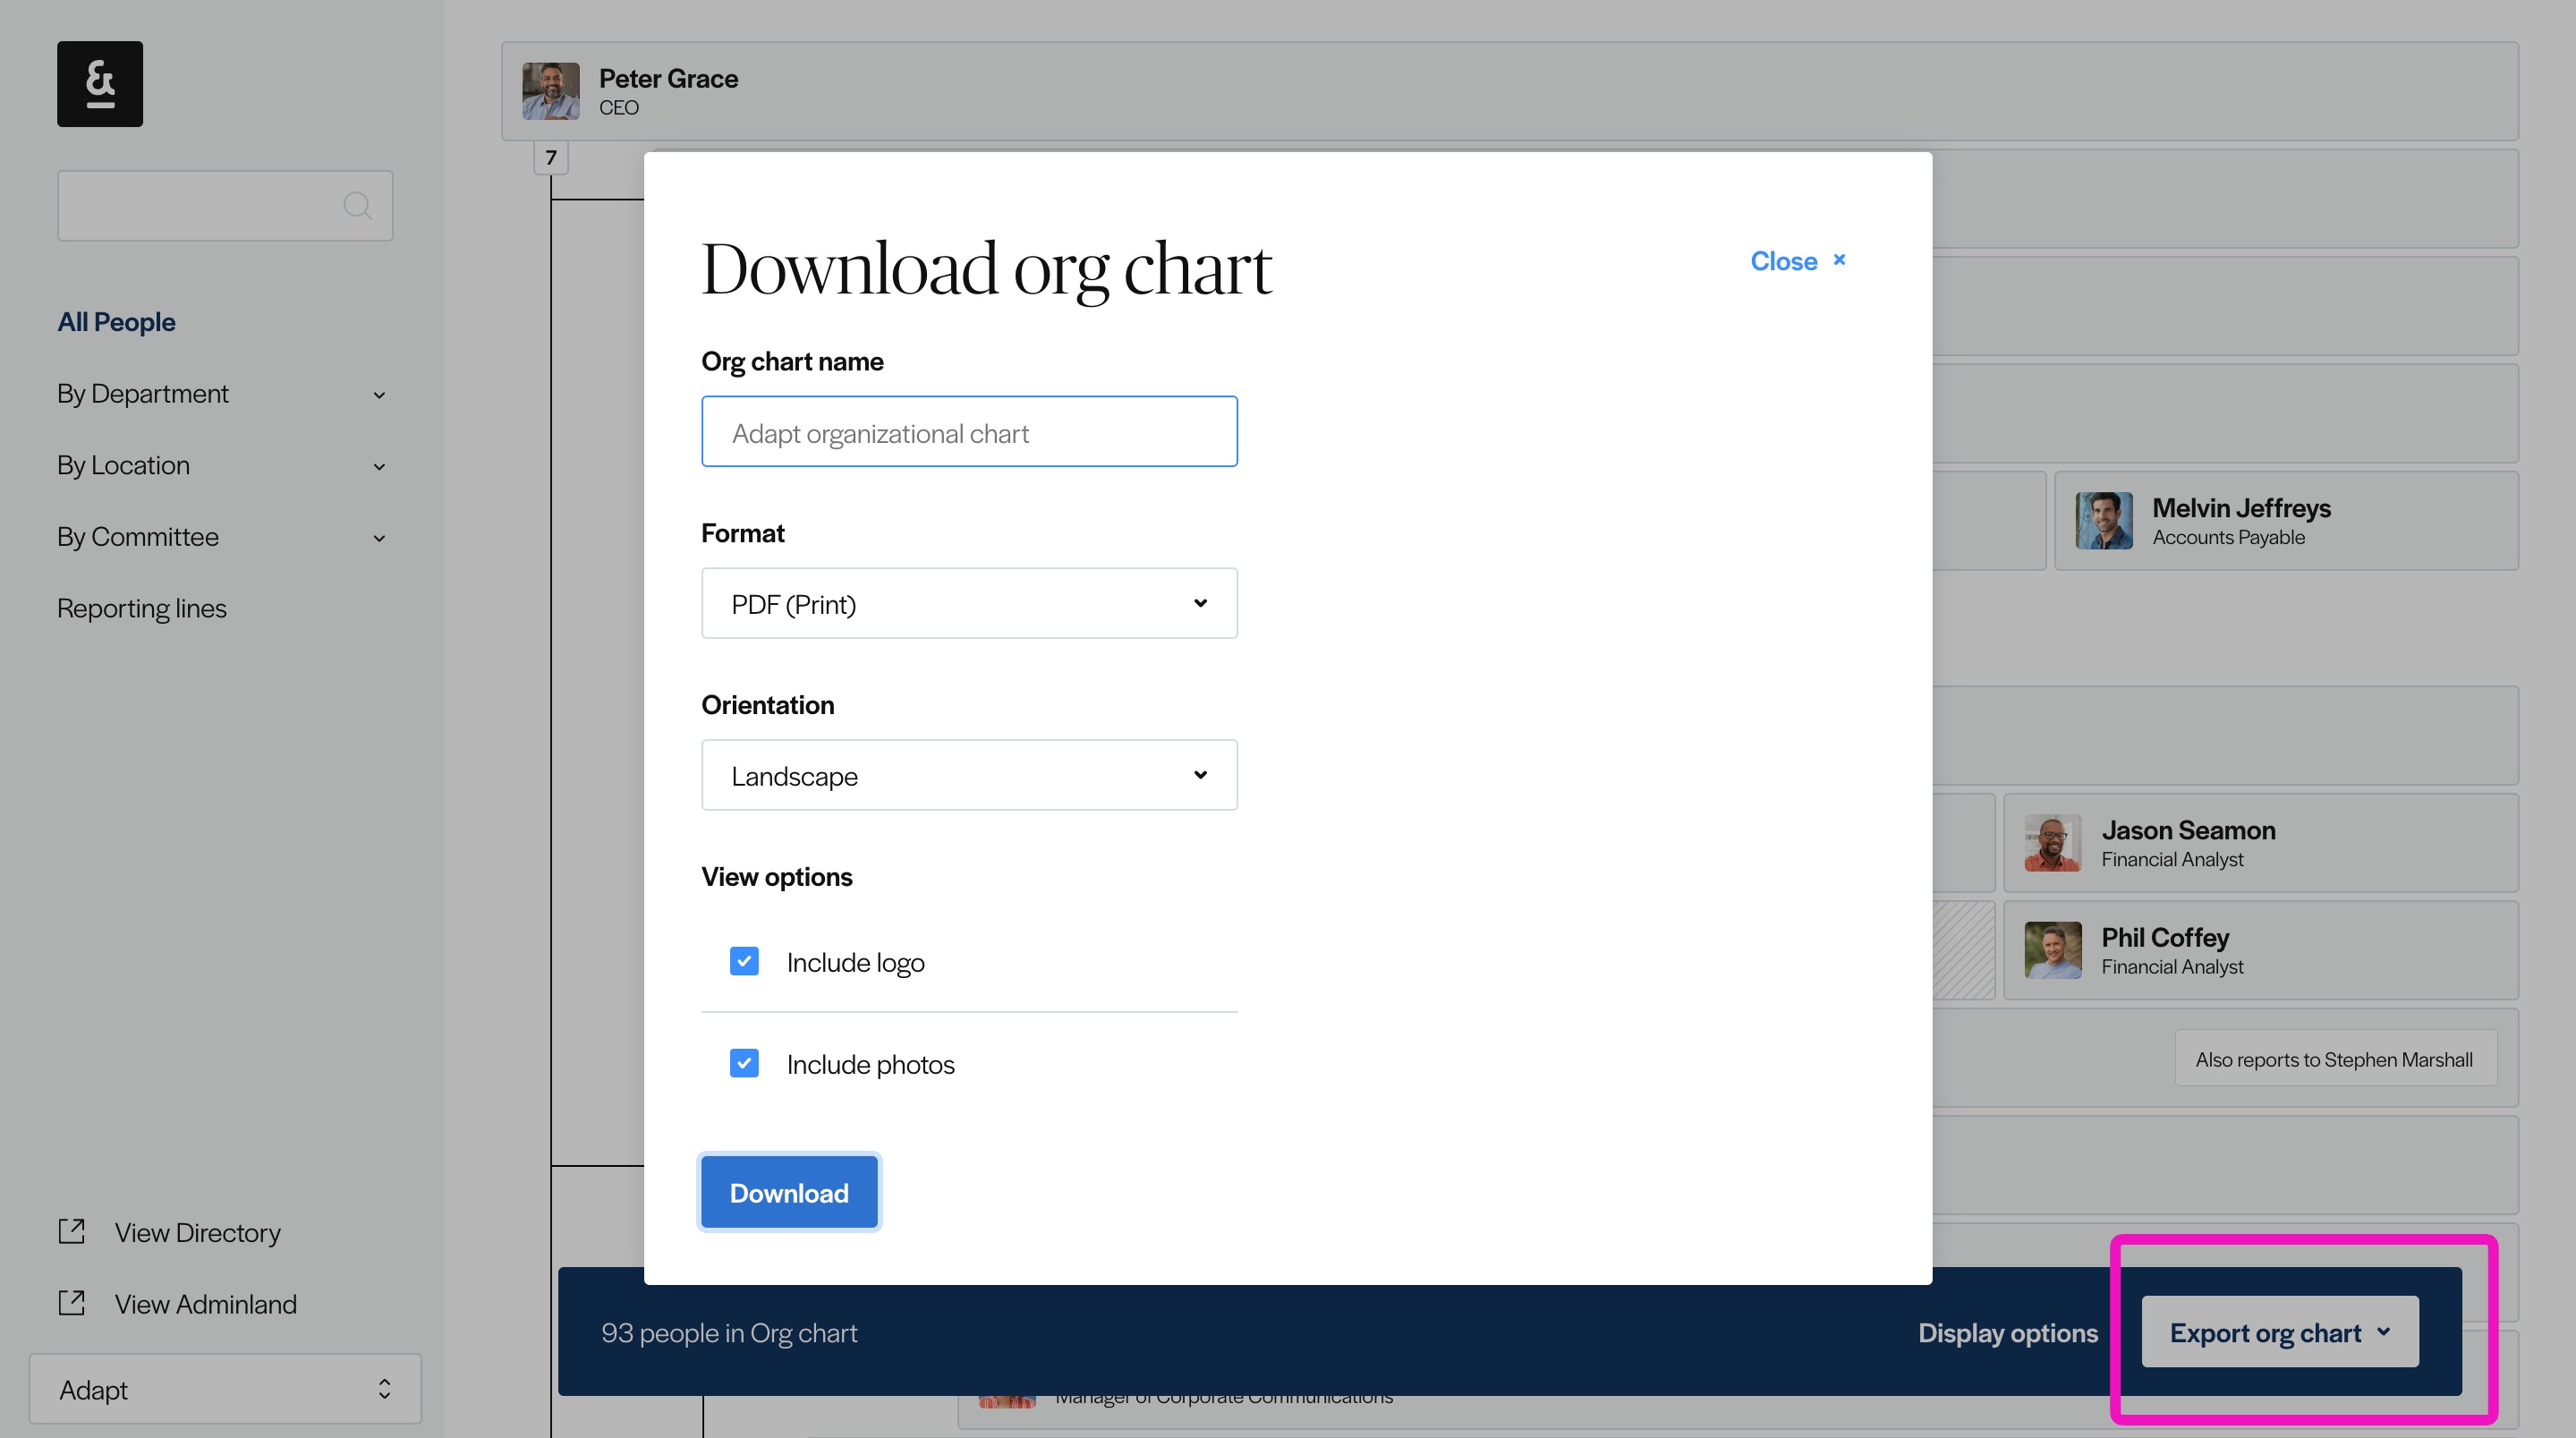 &
All People
By Department
By Location
By Committee
Reporting lines
View Directory
View Adminland
Adapt
Peter Grace
CEO
7
Download org chart
Close ×
Org chart name
Adapt organizational chart
Format
PDF (Print)
Orientation
Landscape
View options
Include logo
Include photos
Download
Melvin Jeffreys
Accounts Payable
Jason Seamon
Financial Analyst
Phil Coffey
Financial Analyst
Also reports to Stephen Marshall
93 people in Org chart
Display options
Export org chart
Manager of Corporate Communications